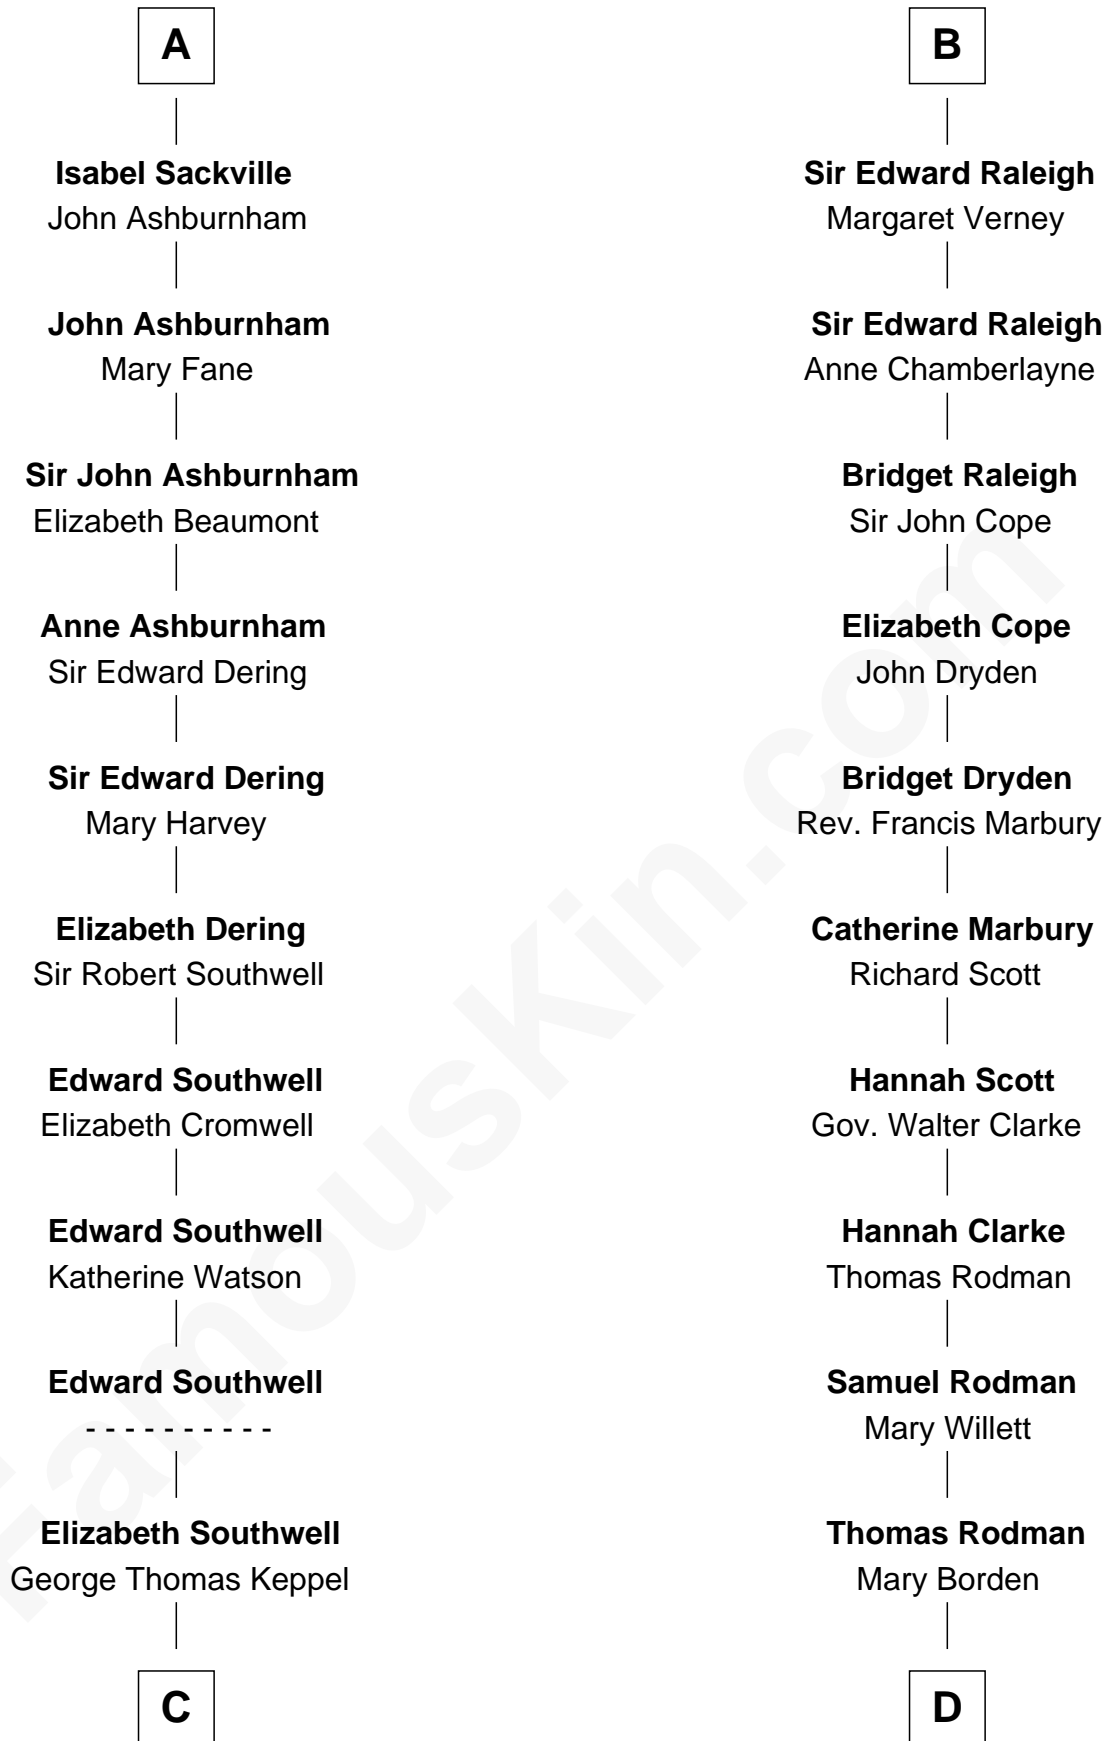 A
Isabel Sackville
John Ashburnham
John Ashburnham
Mary Fane
Sir John Ashburnham
Elizabeth Beaumont
Anne Ashburnham
Sir Edward Dering
Sir Edward Dering
Mary Harvey
Elizabeth Dering
Sir Robert Southwell
Edward Southwell
Elizabeth Cromwell
Edward Southwell
Katherine Watson
Edward Southwell
- - - - - - - - - -
Elizabeth Southwell
George Thomas Keppel
C
B
Sir Edward Raleigh
Margaret Verney
Sir Edward Raleigh
Anne Chamberlayne
Bridget Raleigh
Sir John Cope
Elizabeth Cope
John Dryden
Bridget Dryden
Rev. Francis Marbury
Catherine Marbury
Richard Scott
Hannah Scott
Gov. Walter Clarke
Hannah Clarke
Thomas Rodman
Samuel Rodman
Mary Willett
Thomas Rodman
Mary Borden
D
FamousKin.com